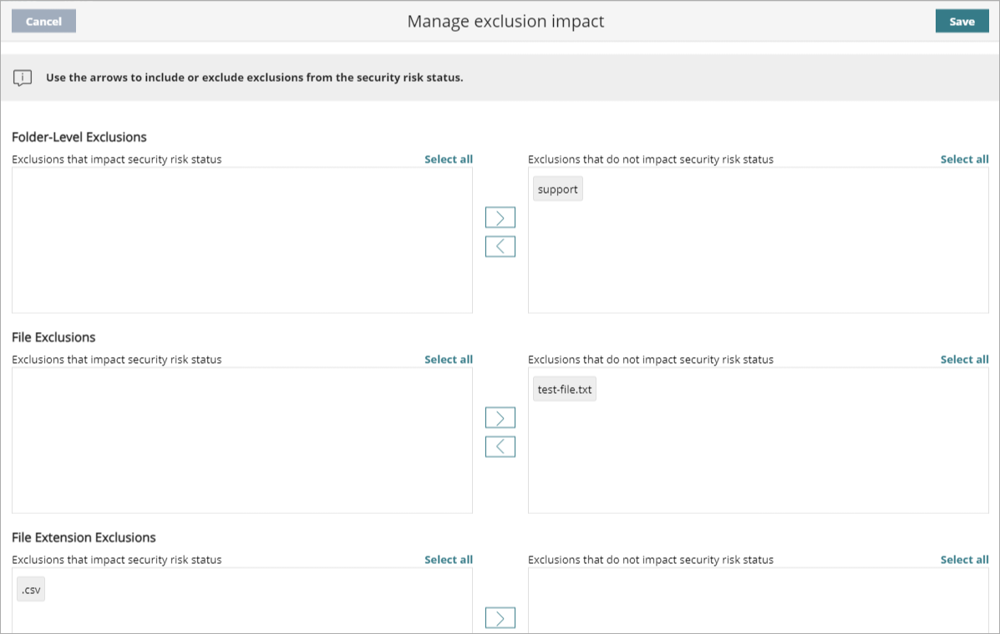 Cancel
Manage exclusion impact
Save
Use the arrows to include or exclude exclusions from the security risk status.
Folder-Level Exclusions
Exclusions that impact security risk status
Select all
Exclusions that do not impact security risk status
Select all
support
File Exclusions
Exclusions that impact security risk status
Select all
Exclusions that do not impact security risk status
Select all
test-file.txt
File Extension Exclusions
Exclusions that impact security risk status
Select all
Exclusions that do not impact security risk status
Select all
.csv